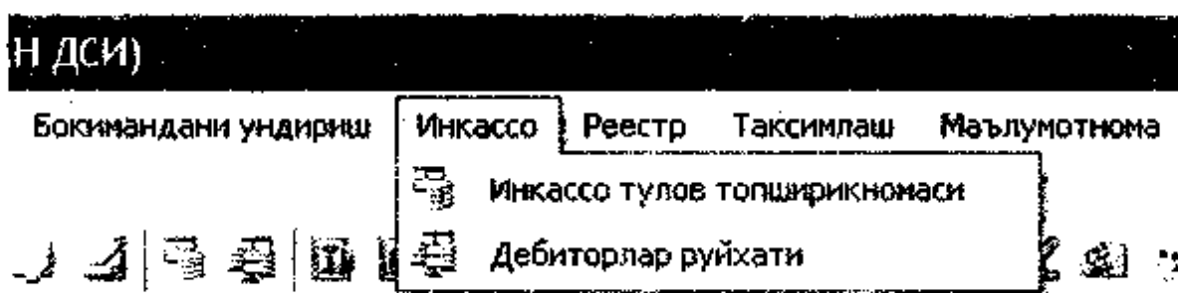 Н ДСИ)
Бокимандани ундириш Инкассо Реестр Таксимлаш Маълумотнома
Инкассо тулов топширикномаси
Дебиторлар руйхати